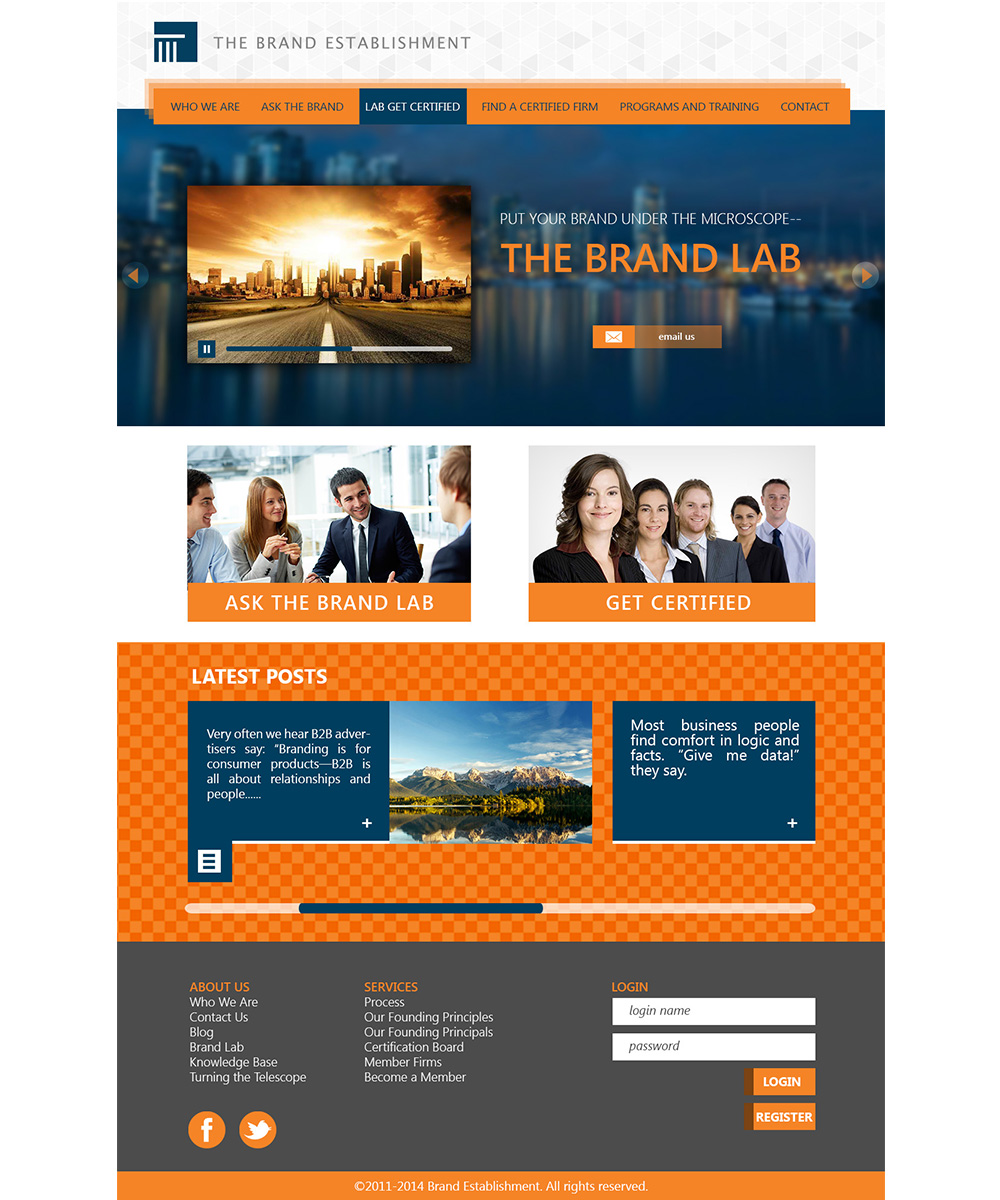 THE BRAND ESTABLISHMENT
WHO WE ARE
ASK THE BRAND
LAB GET CERTIFIED
FIND A CERTIFIED FIRM
PROGRAMS AND TRAINING
CONTACT
PUT YOUR BRAND UNDER THE MICROSCOPE--
THE BRAND LAB
email us
ASK THE BRAND LAB
GET CERTIFIED
LATEST POSTS
Very often we hear B2B adver-
tisers say: “Branding is for
consumer products—B2B is
all about relationships and
people......
+
Most business people
find comfort in logic and
facts. “Give me data!”
they say.
+
ABOUT US
Who We Are
Contact Us
Blog
Brand Lab
Knowledge Base
Turning the Telescope
SERVICES
Process
Our Founding Principles
Our Founding Principals
Certification Board
Member Firms
Become a Member
LOGIN
login name
password
LOGIN
REGISTER
©2011-2014 Brand Establishment. All rights reserved.